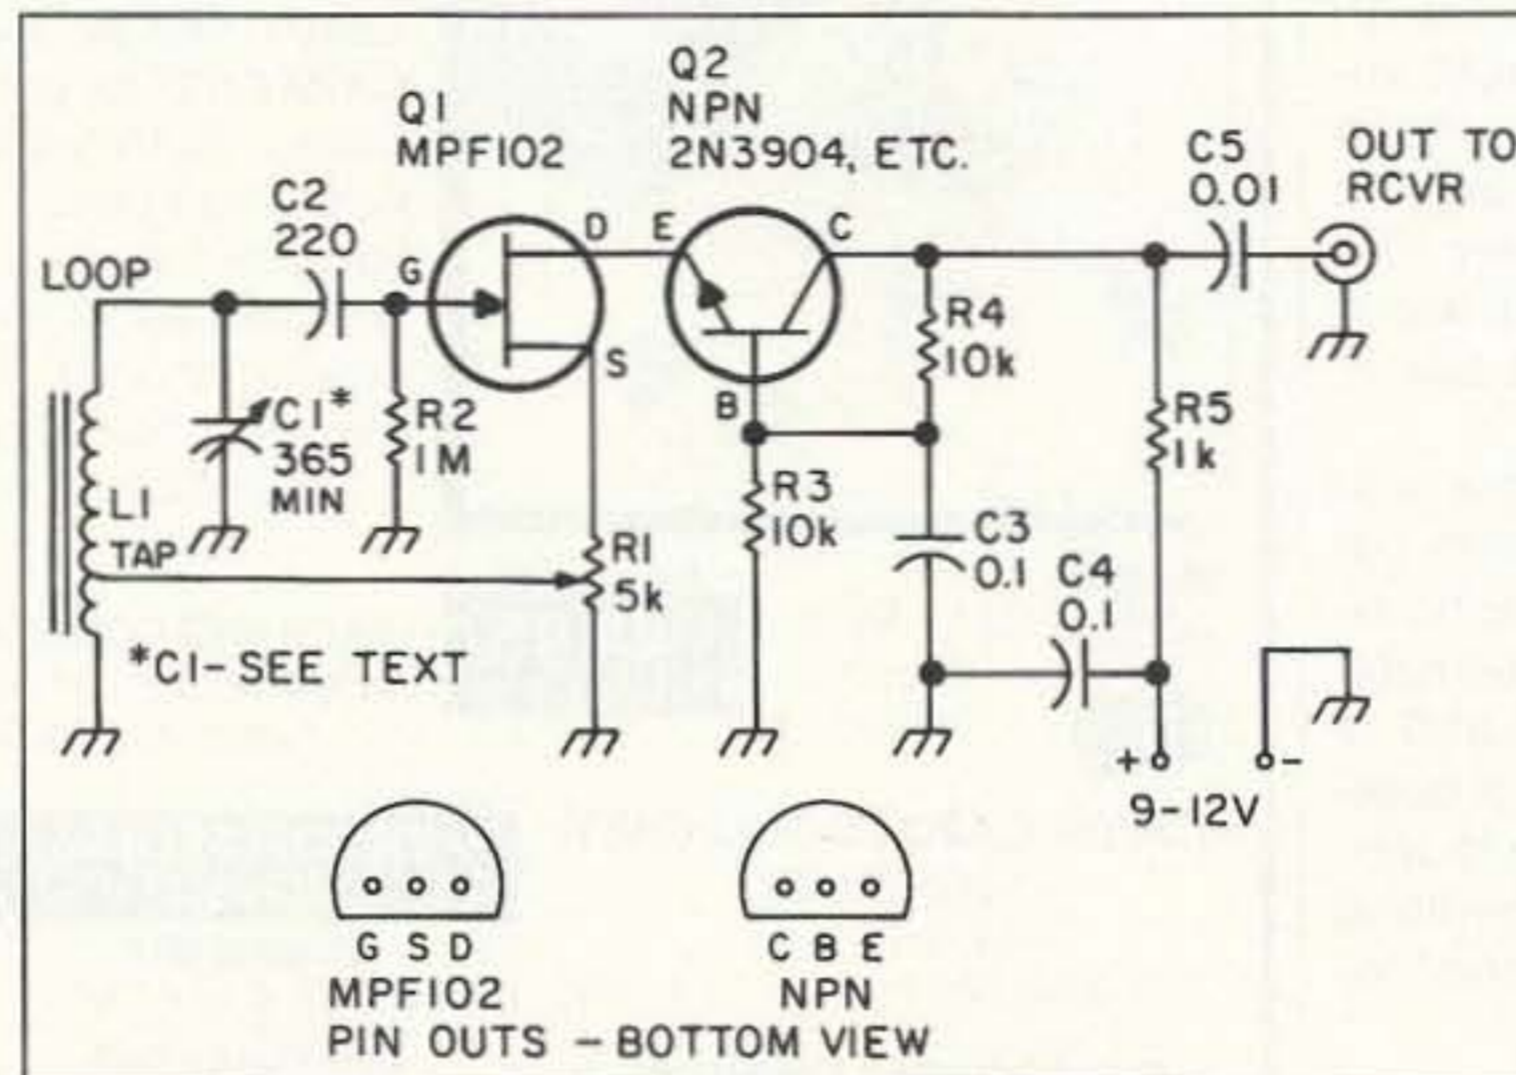 Q1
MPF102
Q2
NPN
2N3904, ETC.
C5
0.01
OUT TO
RCVR
C2
220
LOOP
G
D
S
E
C
B
C1*
365
MIN
R2
1M
R4
10k
R5
1k
L1
TAP
R3
10k
R1
5k
C3
0.1
C4
0.1
*C1-SEE TEXT
+
-
9-12V
G S D
MPF102
C B E
NPN
PIN OUTS - BOTTOM VIEW